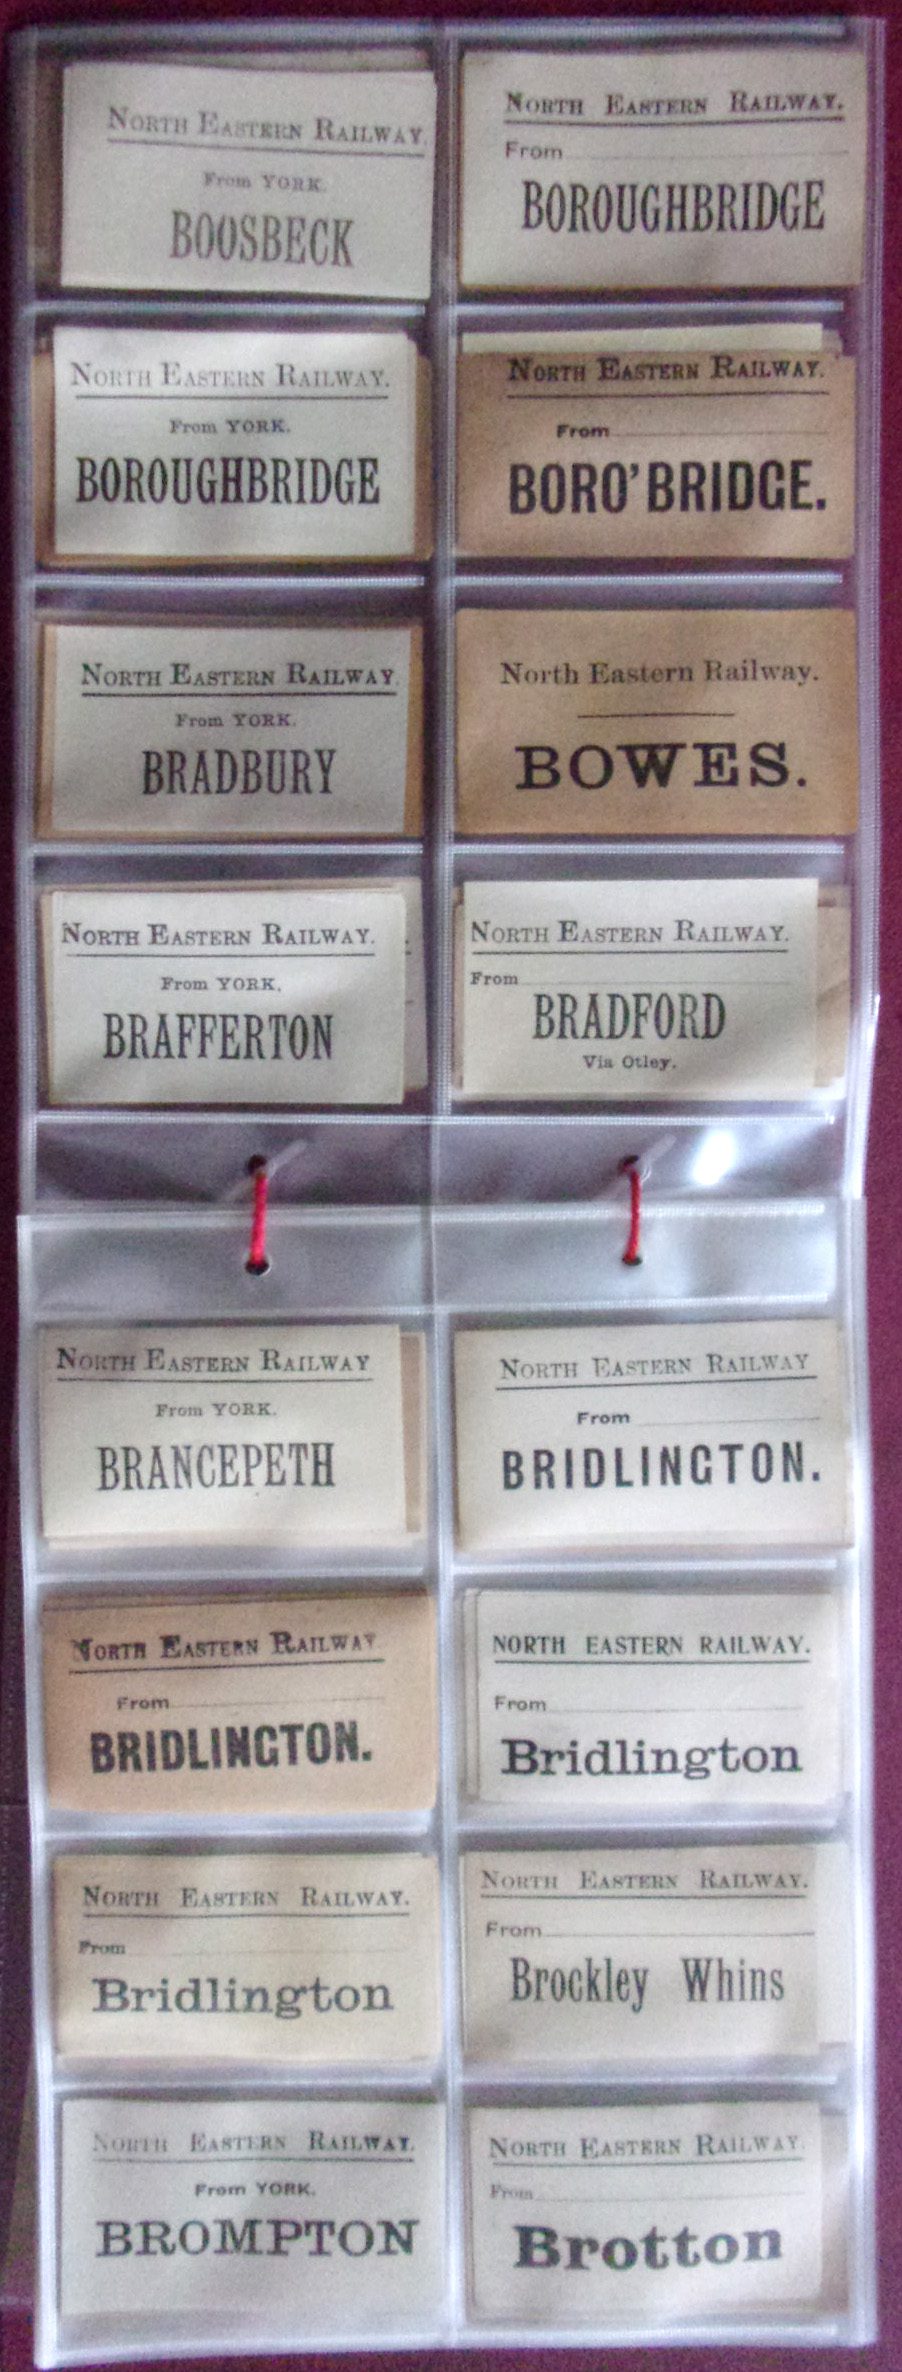 NORTH EASTERN RAILWAY.
From YORK.
BOOSBECK
NORTH EASTERN RAILWAY.
From
BOROUGHBRIDGE
NORTH EASTERN RAILWAY.
From YORK.
BOROUGHBRIDGE
NORTH EASTERN RAILWAY.
From
BORO' BRIDGE.
NORTH EASTERN RAILWAY
From YORK.
BRADBURY
North Eastern Railway.
BOWES.
NORTH EASTERN RAILWAY.
From YORK.
BRAFFERTON
NORTH EASTERN RAILWAY.
From
BRADFORD
Via Otley.
NORTH EASTERN RAILWAY
From YORK.
BRANCEPETH
NORTH EASTERN RAILWAY
From
BRIDLINGTON.
NORTH EASTERN RAILWAY
From
BRIDLINGTON.
NORTH EASTERN RAILWAY.
From
Bridlington
NORTH EASTERN RAILWAY.
From
Bridlington
NORTH EASTERN RAILWAY.
From
Brockley Whins
NORTH EASTERN RAILWAY.
From YORK.
BROMPTON
NORTH EASTERN RAILWAY.
From
Brotton